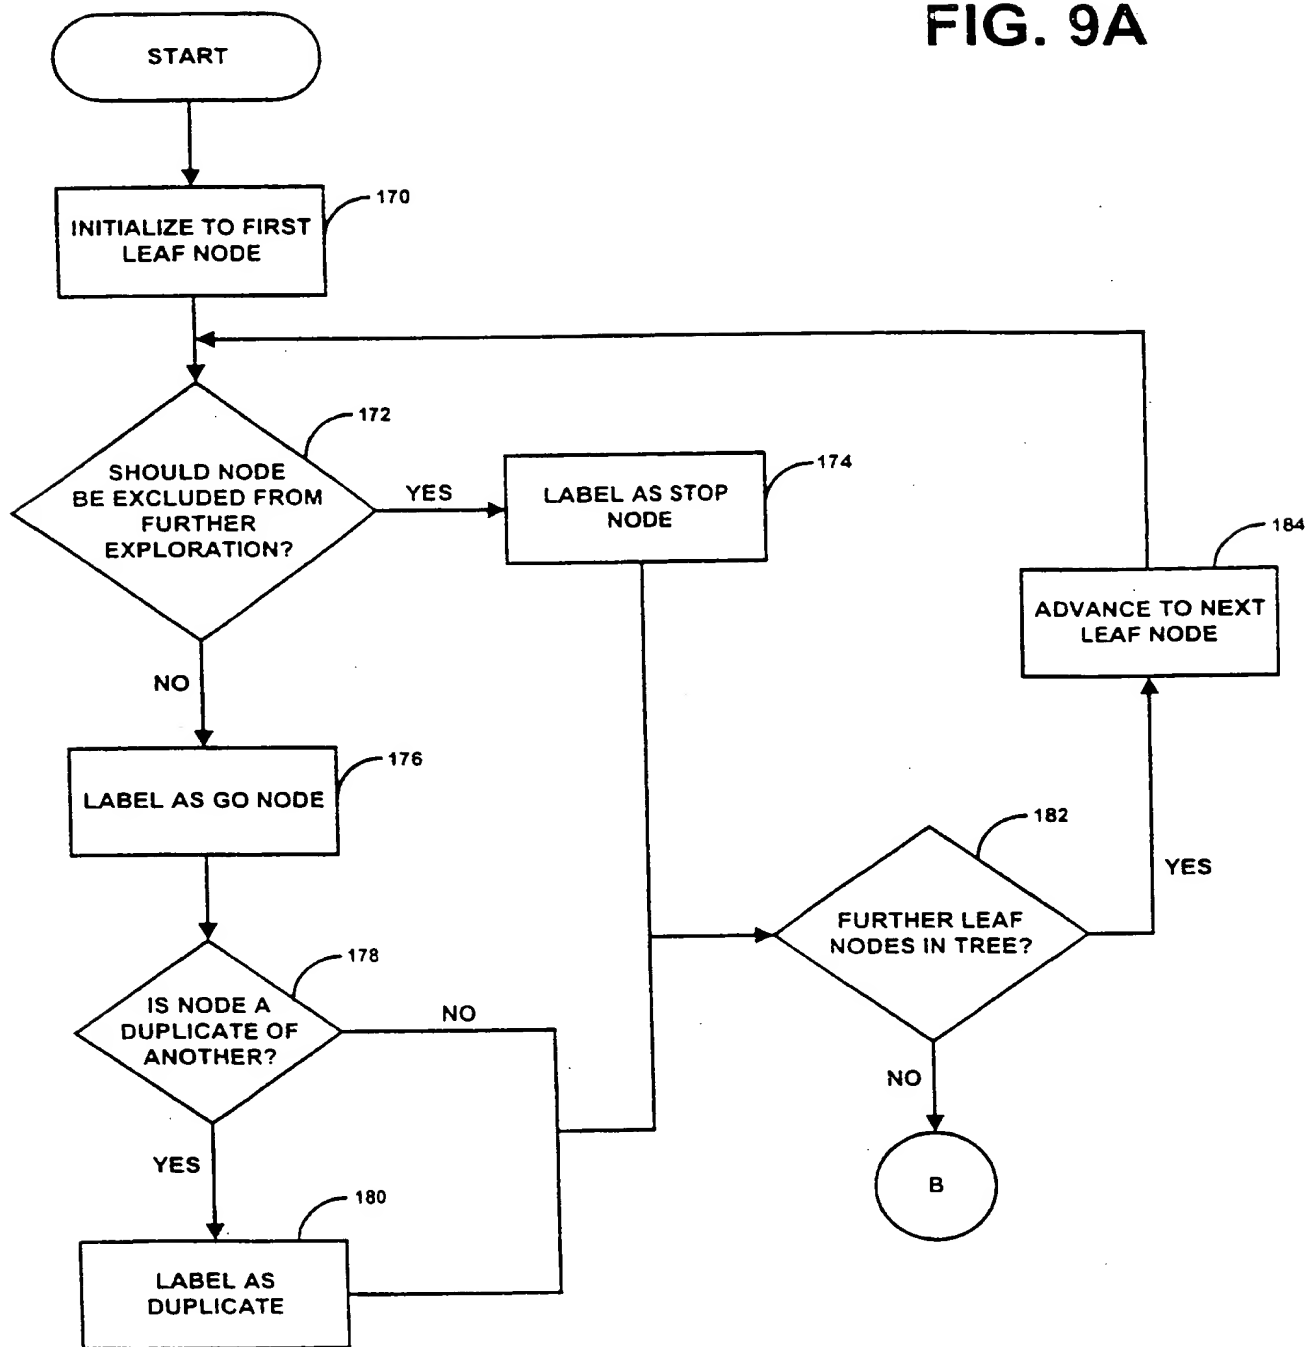 FIG. 9A
START
170
INITIALIZE TO FIRST
LEAF NODE
172
SHOULD NODE
BE EXCLUDED FROM
FURTHER
EXPLORATION?
YES
174
LABEL AS STOP
NODE
184
ADVANCE TO NEXT
LEAF NODE
NO
176
LABEL AS GO NODE
182
FURTHER LEAF
NODES IN TREE?
YES
178
IS NODE A
DUPLICATE OF
ANOTHER?
NO
NO
B
YES
180
LABEL AS
DUPLICATE